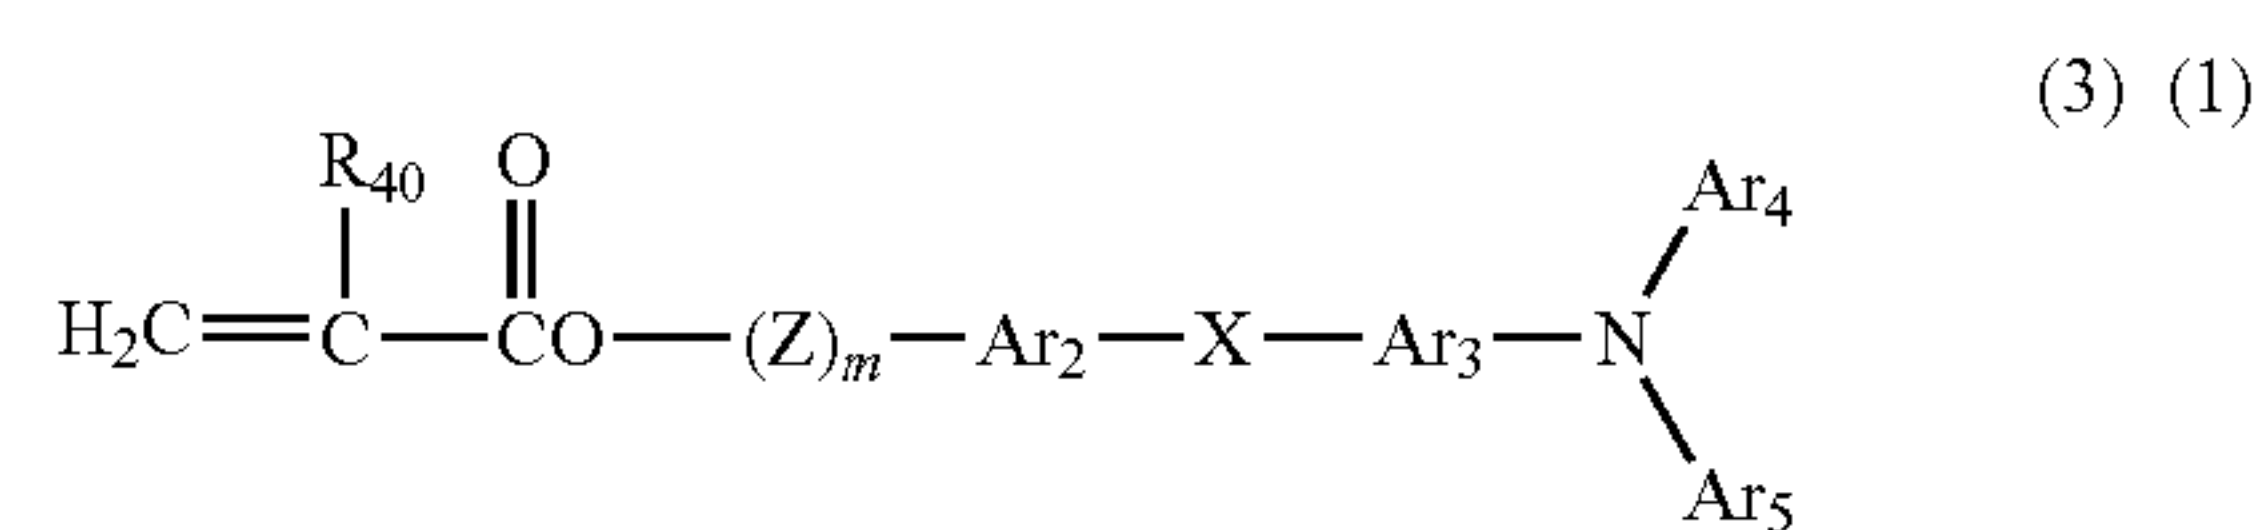 (3) (1)
R40 O Ar4
H2C=C—CO—(Z)m—Ar2—X—Ar3—N
Ar5